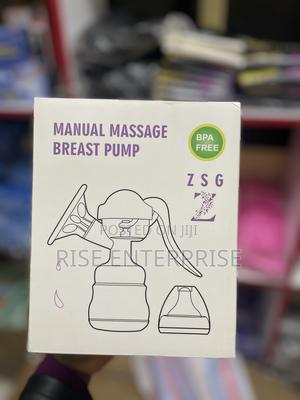 MANUAL MASSAGE
BREAST PUMP
BPA
FREE
Z S G
Z
POSTED ON JIJI
RISE ENTERPRISE